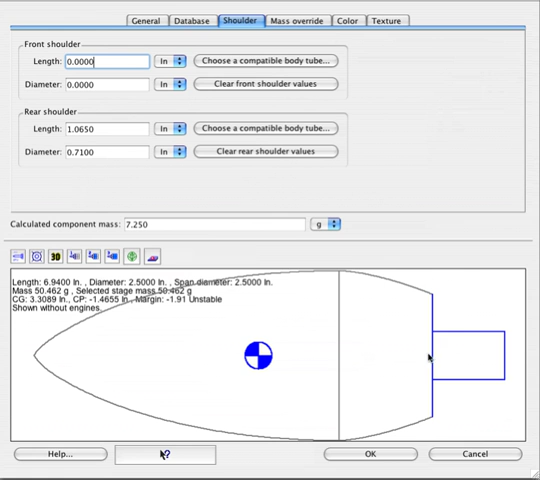 General Database Shoulder Mass override Color Texture
Front shoulder
Length: 0.0000 In Choose a compatible body tube...
Diameter: 0.0000 In Clear front shoulder values
Rear shoulder
Length: 1.0650 In Choose a compatible body tube...
Diameter: 0.7100 In Clear rear shoulder values
Calculated component mass: 7.250 g
3D
Length: 6.9400 In. , Diameter: 2.5000 In. , Span diameter: 2.5000 In.
Mass 50.462 g , Selected stage mass 50.462 g
CG: 3.3089 In., CP: -1.4655 In., Margin: -1.91 Unstable
Shown without engines.
Help... ? OK Cancel